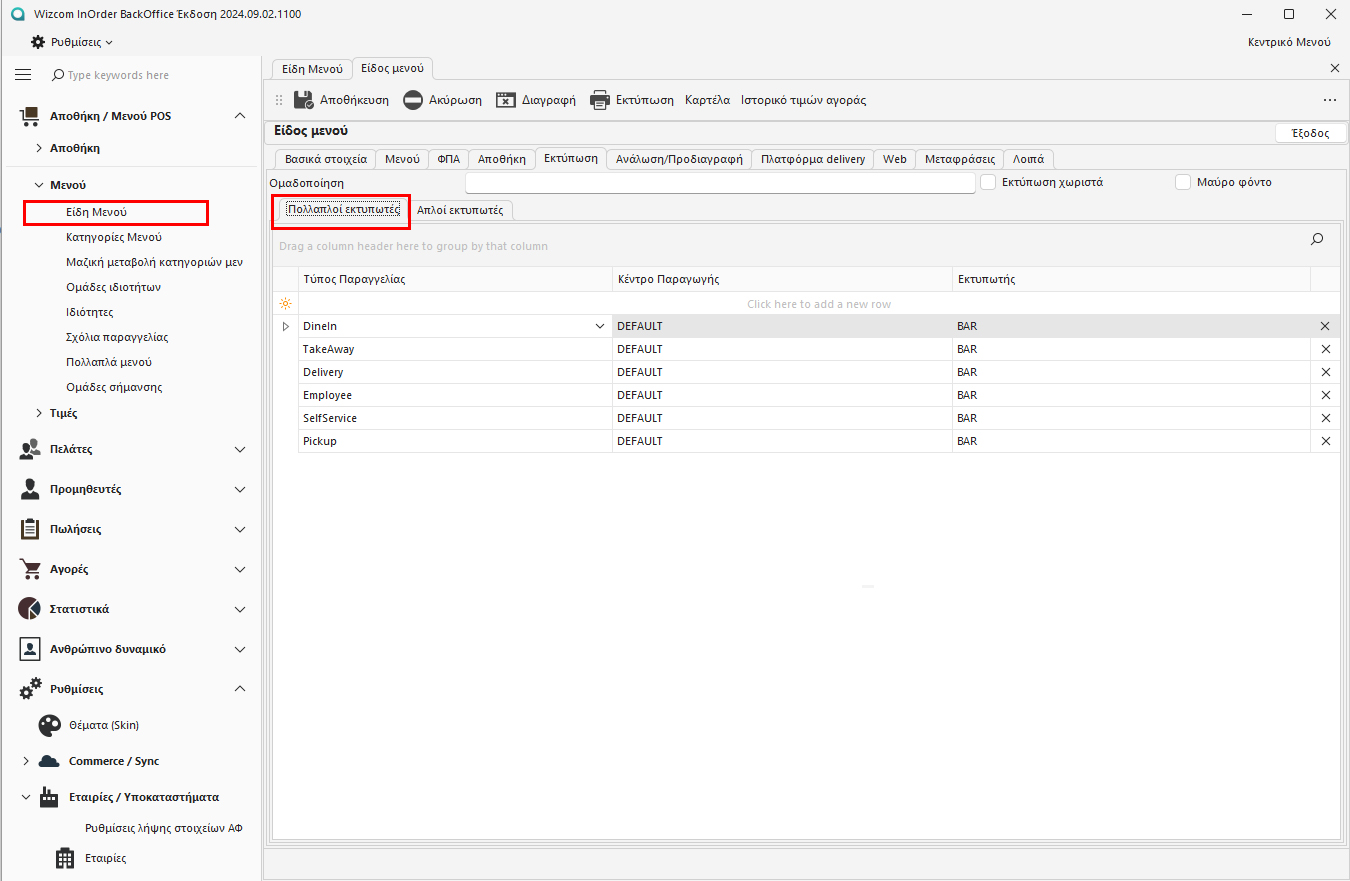 Wizcom InOrder BackOffice Έκδοση 2024.09.02.1100
Ρυθμίσεις
Κεντρικό Μενού
Type keywords here
Αποθήκη / Μενού POS
Αποθήκη
Μενού
Είδη Μενού
Κατηγορίες Μενού
Μαζική μεταβολή κατηγοριών μεν
Ομάδες ιδιοτήτων
Ιδιότητες
Σχόλια παραγγελίας
Πολλαπλά μενού
Ομάδες σήμανσης
Τιμές
Πελάτες
Προμηθευτές
Πωλήσεις
Αγορές
Στατιστικά
Ανθρώπινο δυναμικό
Ρυθμίσεις
Θέματα (Skin)
Commerce / Sync
Εταιρίες / Υποκαταστήματα
Ρυθμίσεις λήψης στοιχείων ΑΦ
Εταιρίες
Είδη Μενού Είδος μενού
Αποθήκευση Ακύρωση Διαγραφή Εκτύπωση Καρτέλα Ιστορικό τιμών αγοράς
Είδος μενού
Έξοδος
Βασικά στοιχεία Μενού ΦΠΑ Αποθήκη Εκτύπωση Ανάλωση/Προδιαγραφή Πλατφόρμα delivery Web Μεταφράσεις Λοιπά
Ομαδοποίηση Εκτύπωση χωριστά Μαύρο φόντο
Πολλαπλοί εκτυπωτές Απλοί εκτυπωτές
Drag a column header here to group by that column
Τύπος Παραγγελίας Κέντρο Παραγωγής Εκτυπωτής
Click here to add a new row
DineIn DEFAULT BAR
TakeAway DEFAULT BAR
Delivery DEFAULT BAR
Employee DEFAULT BAR
SelfService DEFAULT BAR
Pickup DEFAULT BAR